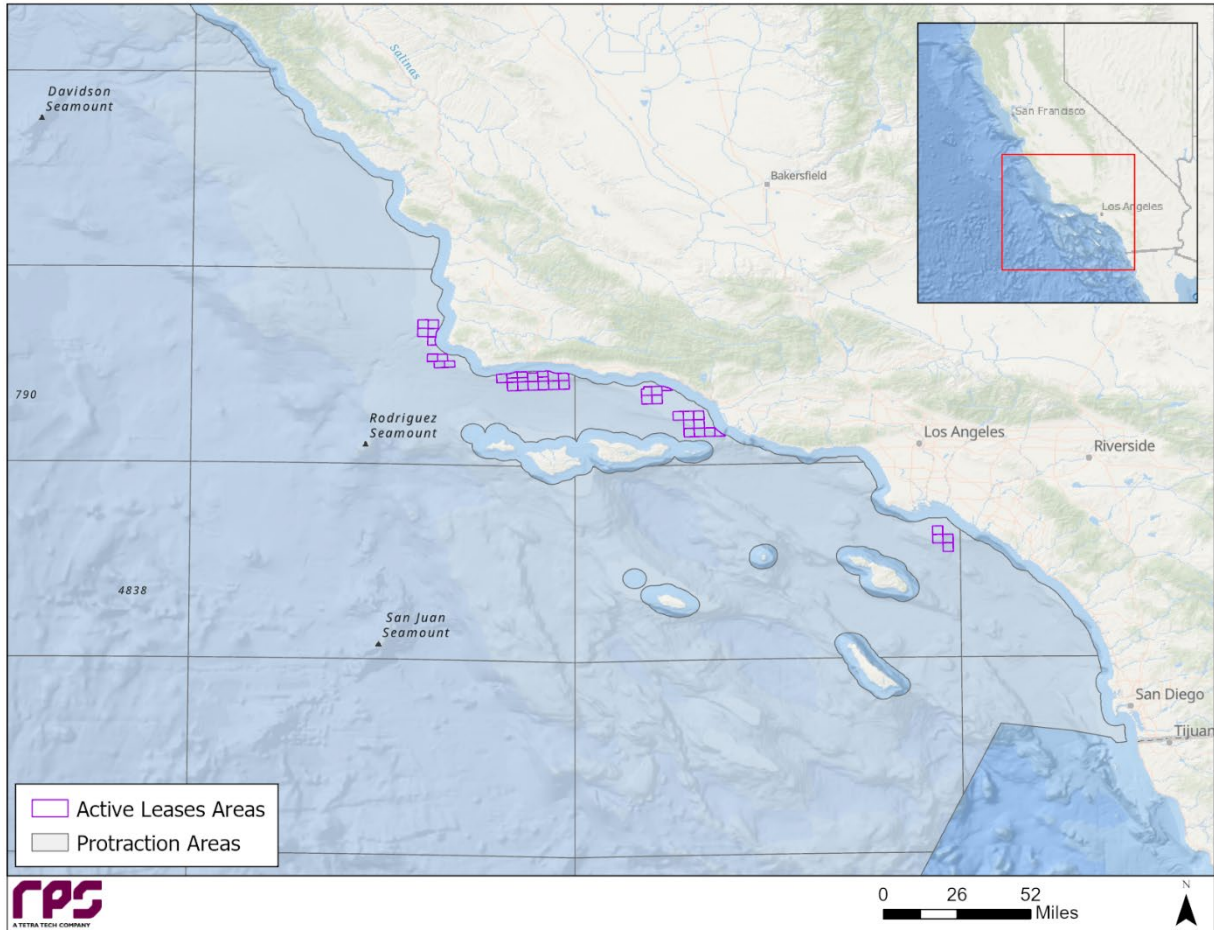 Davidson
Seamount
Salinas
San Francisco
Los Angeles
Bakersfield
790
Rodriguez
Seamount
Los Angeles
Riverside
4838
San Juan
Seamount
San Diego
Tijuan
Active Leases Areas
Protraction Areas
rps
A TETRA TECH COMPANY
0 26 52
Miles
N